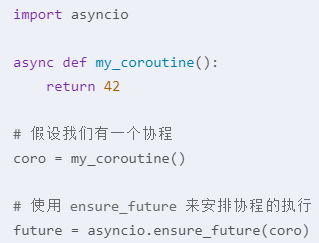 import asyncio
async def my_coroutine():
    return 42
# 假设我们有一个协程
coro = my_coroutine()
# 使用 ensure_future 来安排协程的执行
future = asyncio.ensure_future(coro)